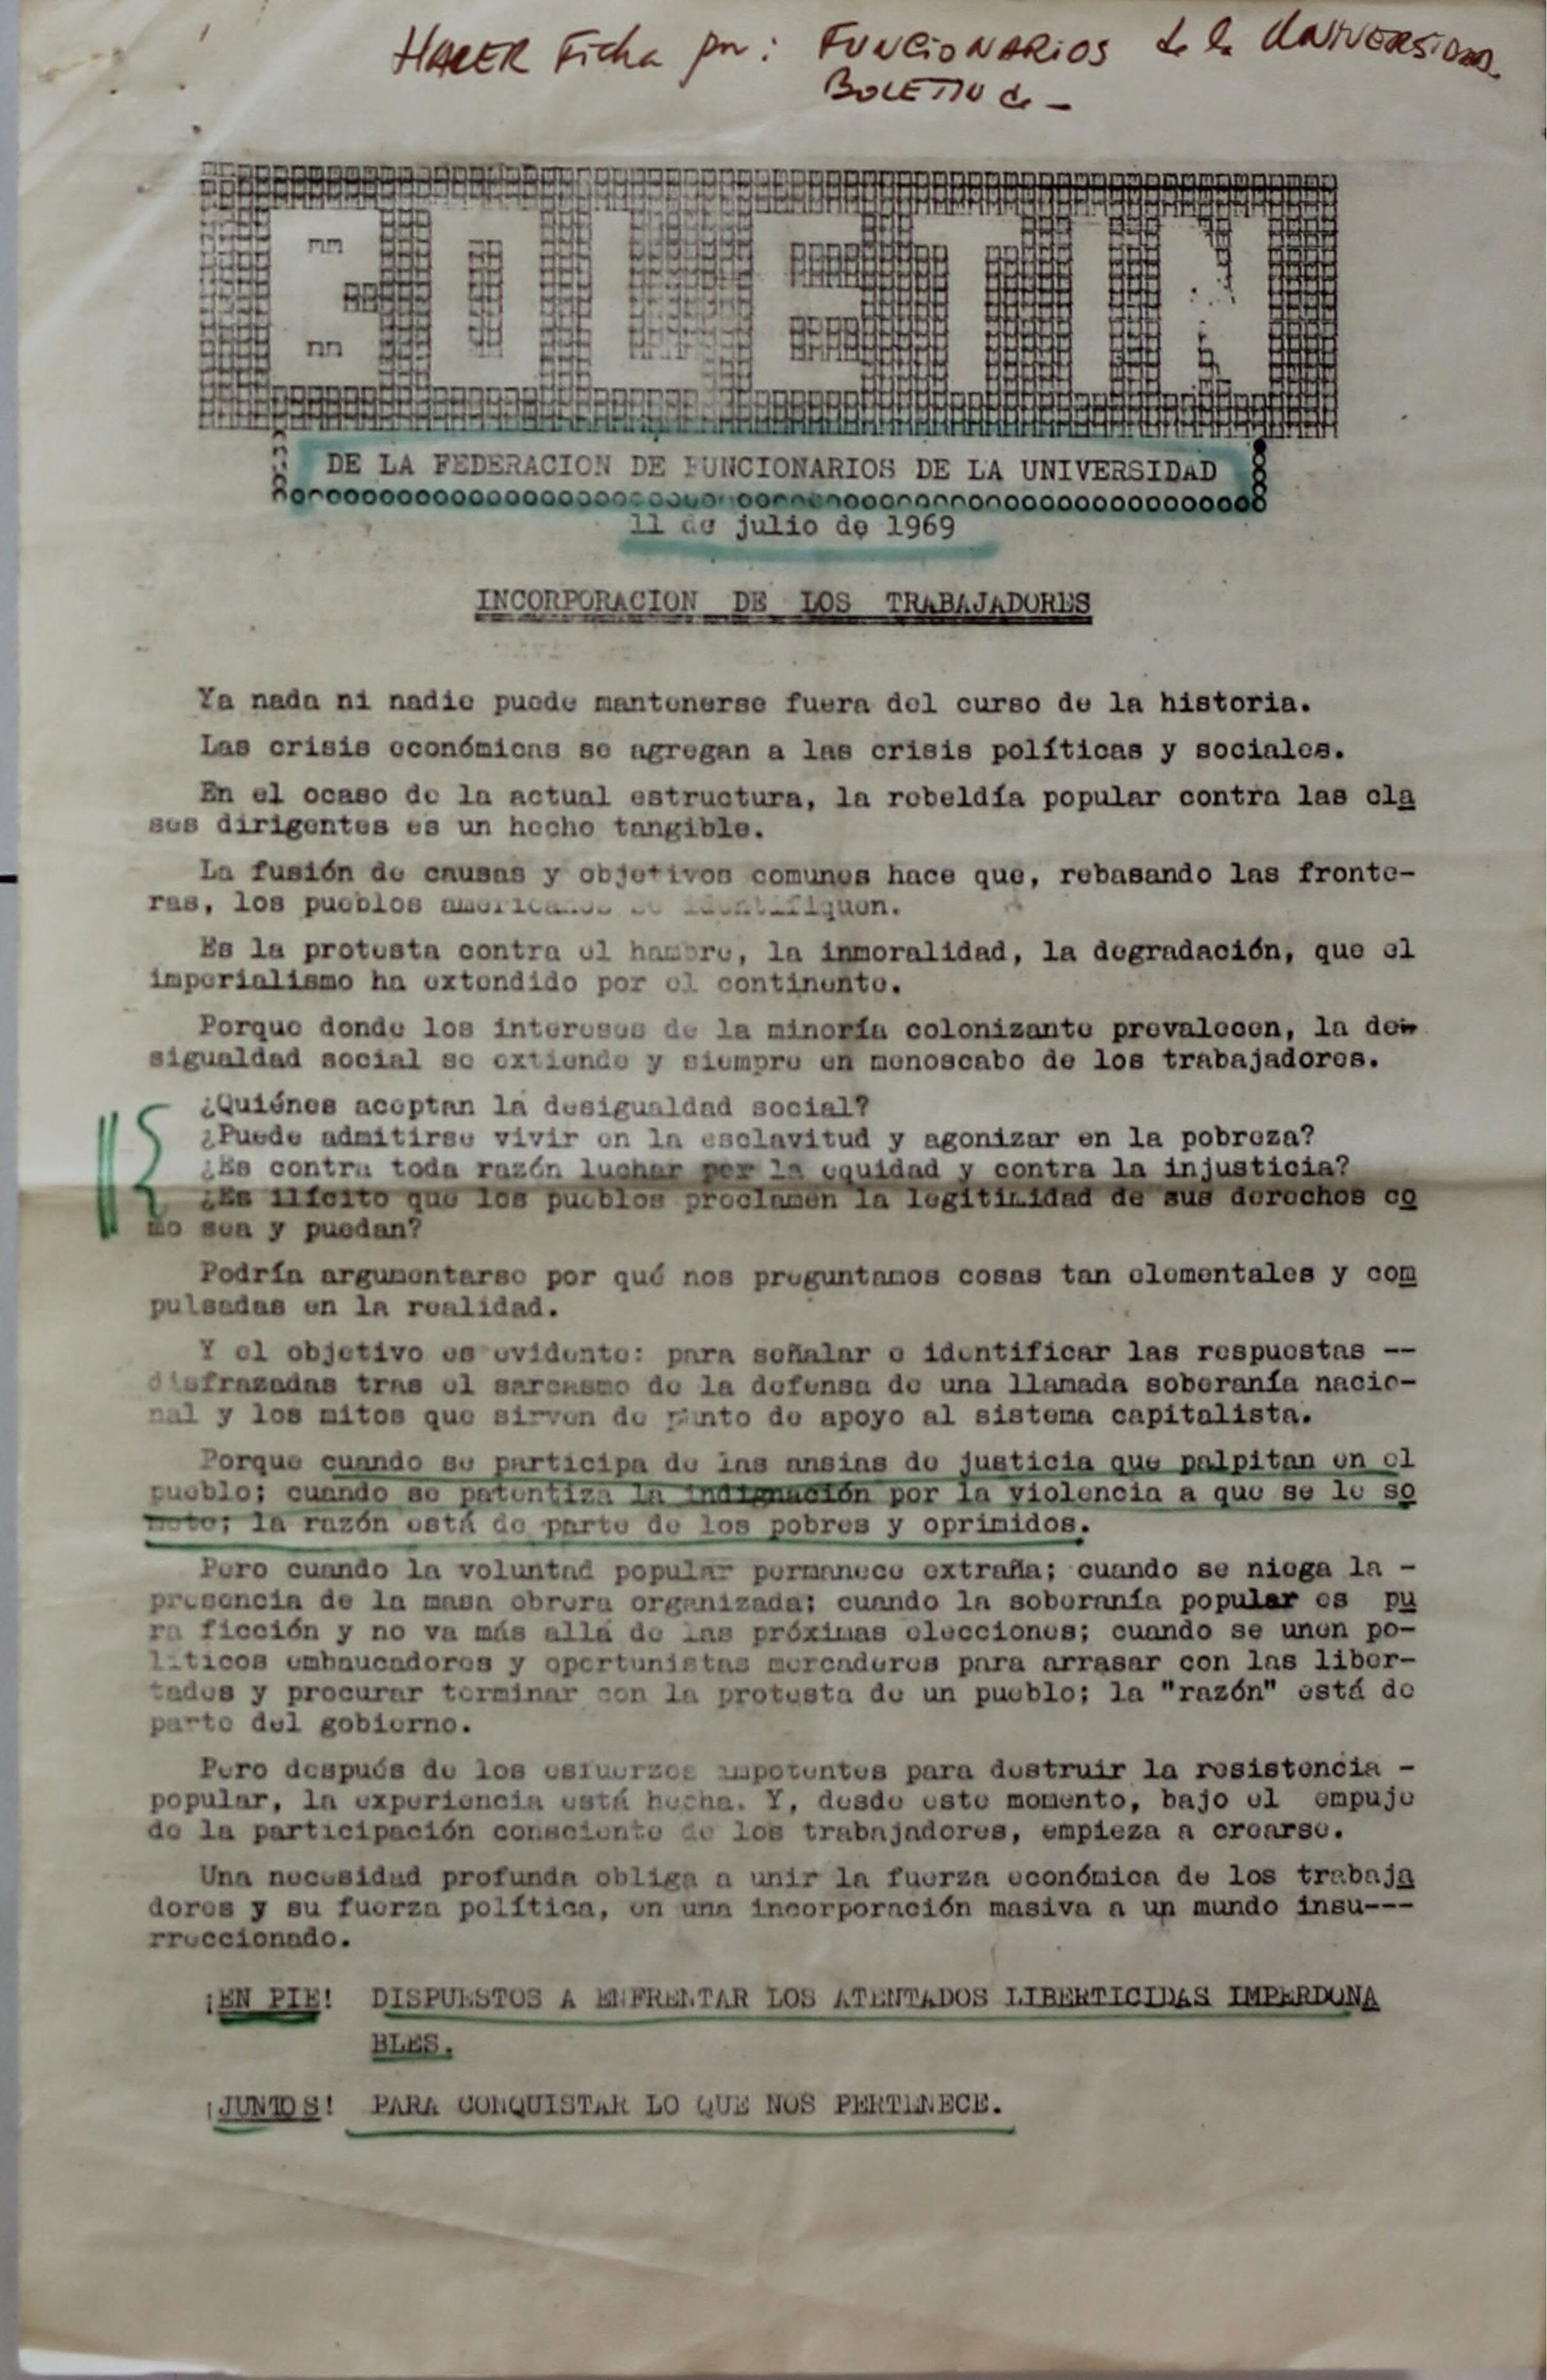 HACER Ficha por: FUNCIONARIOS de la UNIVERSIDAD.
BOLETIN de -
BOLETIN
DE LA FEDERACION DE FUNCIONARIOS DE LA UNIVERSIDAD
11 de julio de 1969
INCORPORACION DE LOS TRABAJADORES
Ya nada ni nadie puede mantenerse fuera del curso de la historia.
Las crisis económicas se agregan a las crisis políticas y sociales.
En el ocaso de la actual estructura, la rebeldía popular contra las cla
ses dirigentes es un hecho tangible.
La fusión de causas y objetivos comunes hace que, rebasando las fronte-
ras, los pueblos americanos se identifiquen.
Es la protesta contra el hambre, la inmoralidad, la degradación, que el
imperialismo ha extendido por el continente.
Porque donde los intereses de la minoría colonizante prevalecen, la de-
sigualdad social se extiende y siempre en menoscabo de los trabajadores.
¿Quiénes aceptan la desigualdad social?
¿Puede admitirse vivir en la esclavitud y agonizar en la pobreza?
¿Es contra toda razón luchar por la equidad y contra la injusticia?
¿Es ilícito que los pueblos proclamen la legitimidad de sus derechos co
mo sea y puedan?
Podría argumentarse por qué nos preguntamos cosas tan elementales y com
pulsadas en la realidad.
Y el objetivo es evidente: para señalar e identificar las respuestas --
disfrazadas tras el sarcasmo de la defensa de una llamada soberanía nacio-
nal y los mitos que sirven de punto de apoyo al sistema capitalista.
Porque cuando se participa de las ansias de justicia que palpitan en el
pueblo; cuando se patentiza la indignación por la violencia a que se le so
mete; la razón está de parte de los pobres y oprimidos.
Pero cuando la voluntad popular permanece extraña; cuando se niega la -
presencia de la masa obrera organizada; cuando la soberanía popular es pu
ra ficción y no va más allá de las próximas elecciones; cuando se unen po-
líticos embaucadores y oportunistas mercaderes para arrasar con las liber-
tades y procurar terminar con la protesta de un pueblo; la "razón" está de
parte del gobierno.
Pero después de los esfuerzos impotentes para destruir la resistencia -
popular, la experiencia está hecha. Y, desde este momento, bajo el empuje
de la participación consciente de los trabajadores, empieza a crearse.
Una necesidad profunda obliga a unir la fuerza económica de los trabaja
dores y su fuerza política, en una incorporación masiva a un mundo insu---
rreccionado.
¡EN PIE! DISPUESTOS A ENFRENTAR LOS ATENTADOS LIBERTICIDAS IMPERDONA
BLES.
¡JUNTOS! PARA CONQUISTAR LO QUE NOS PERTENECE.